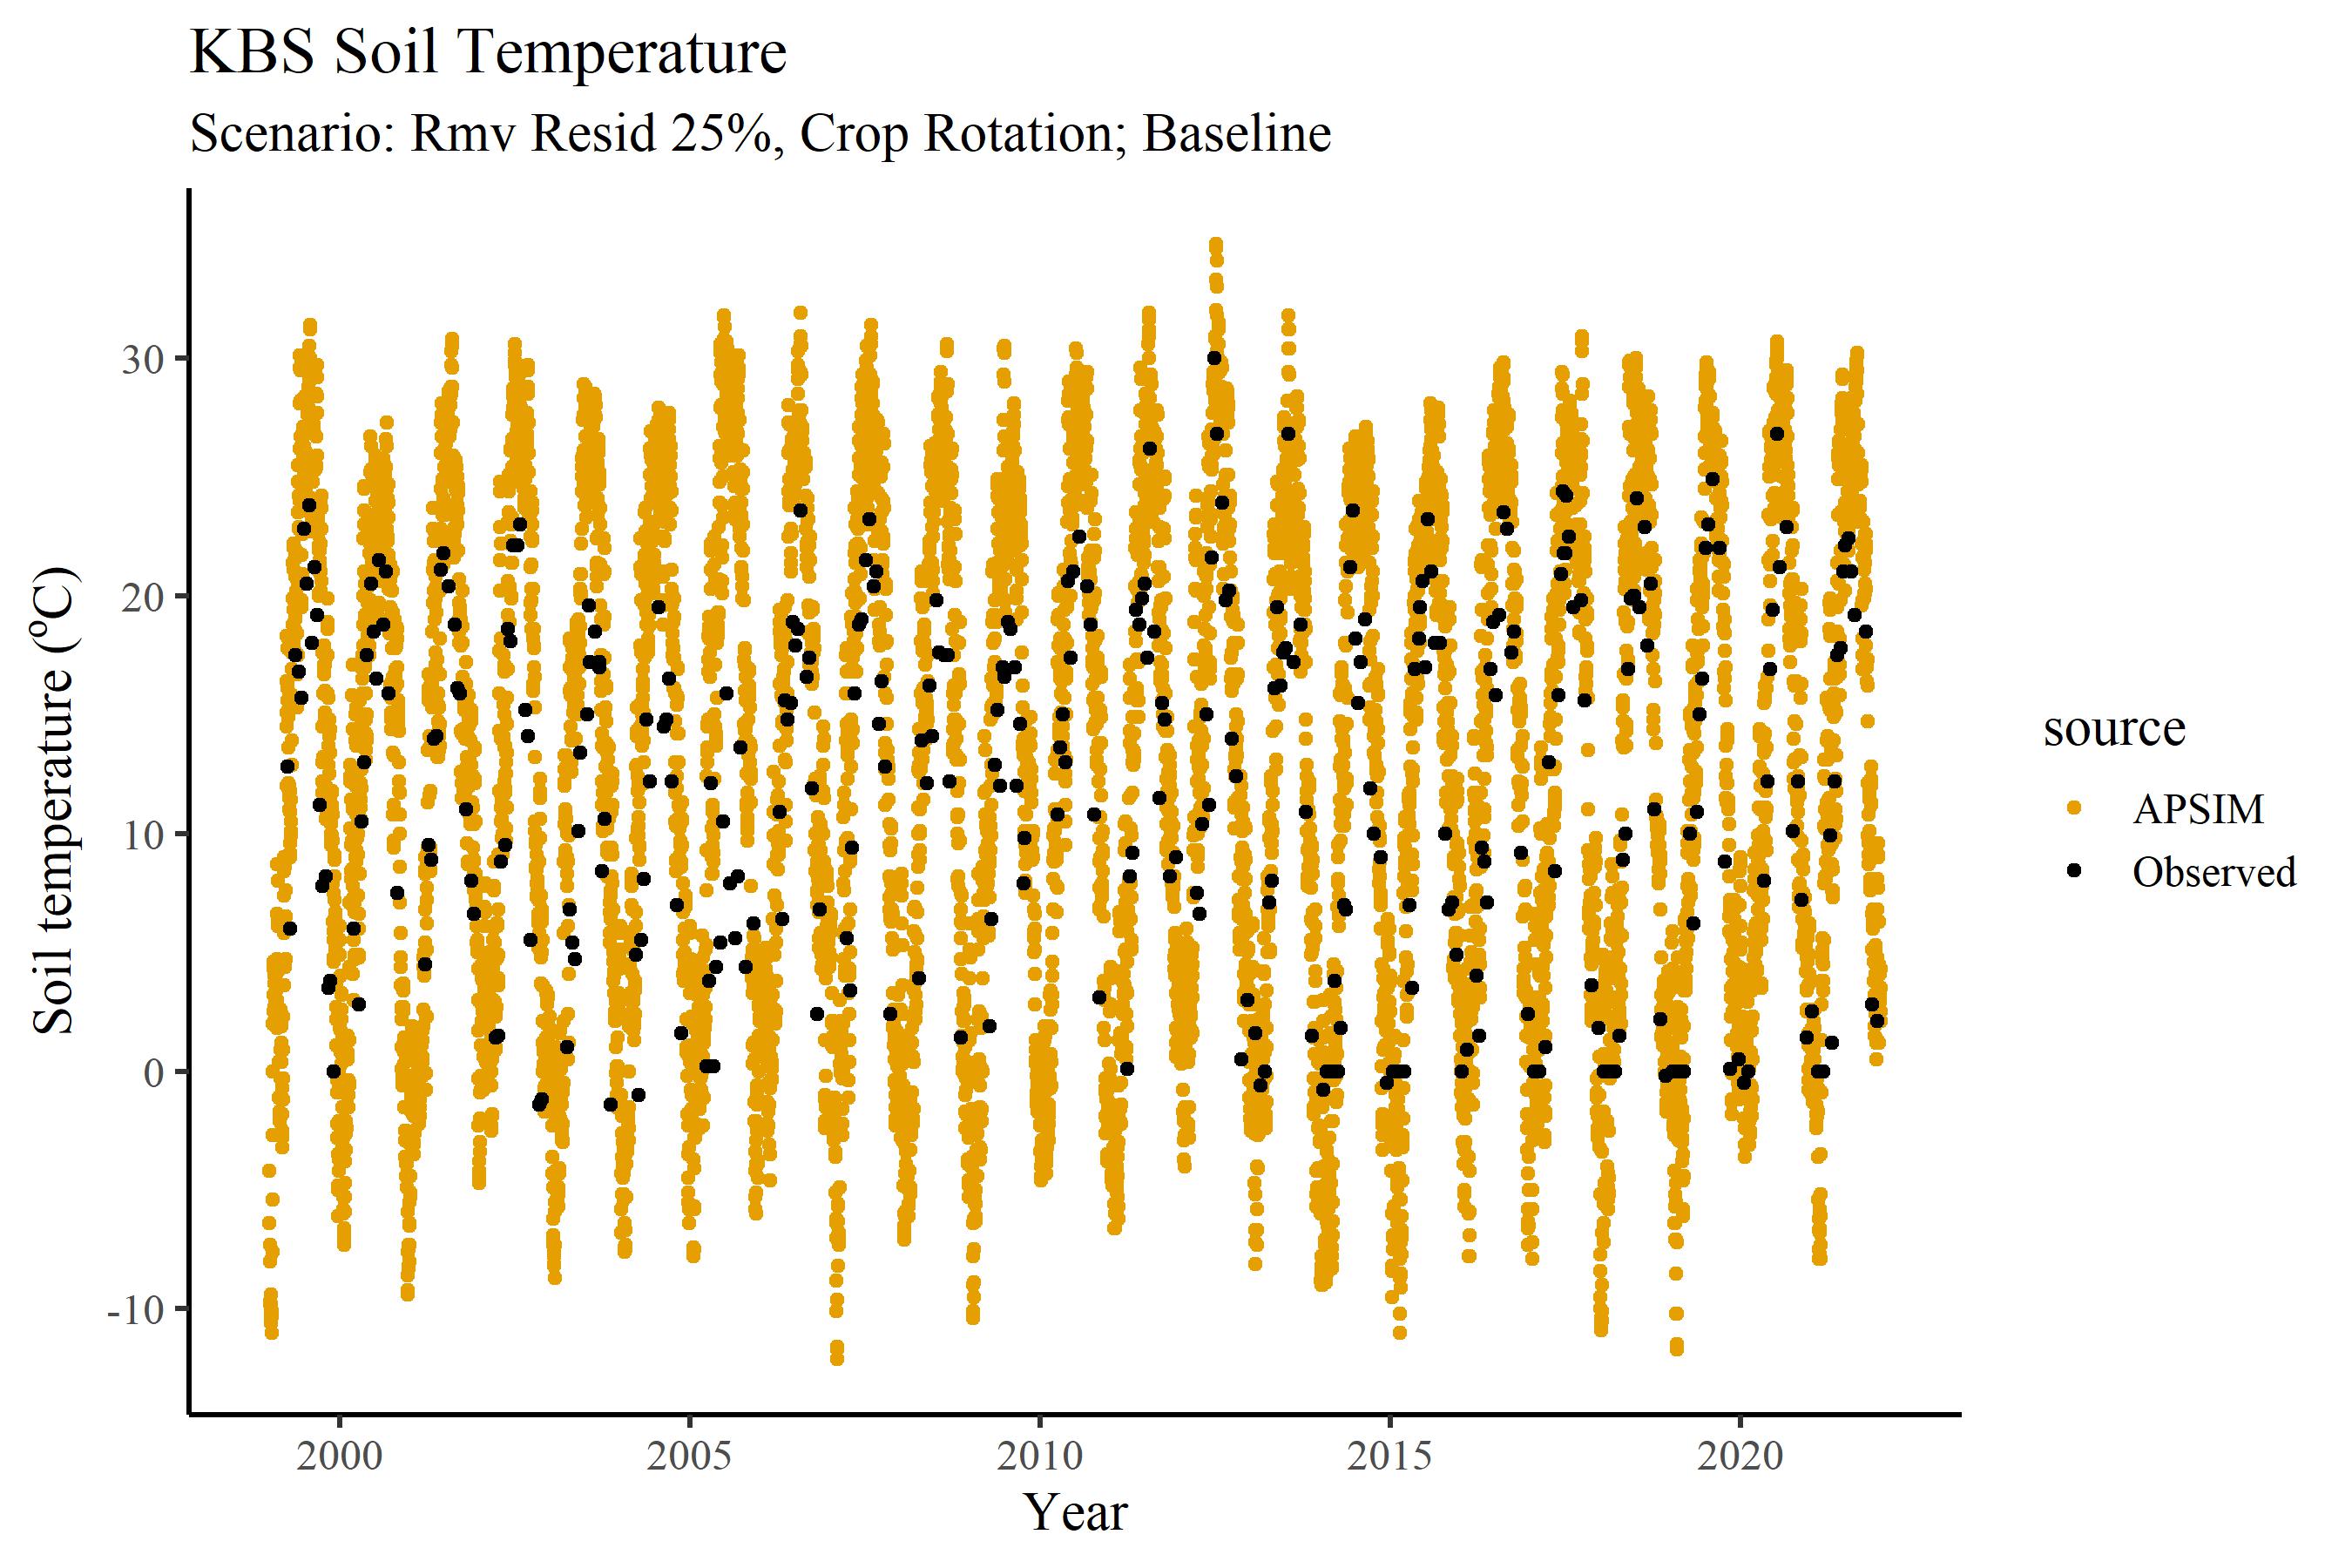 KBS Soil Temperature
Scenario: Rmv Resid 25%, Crop Rotation; Baseline
Soil temperature (ºC)
30
20
10
0
-10
2000 2005 2010 2015 2020
Year
source
APSIM
Observed